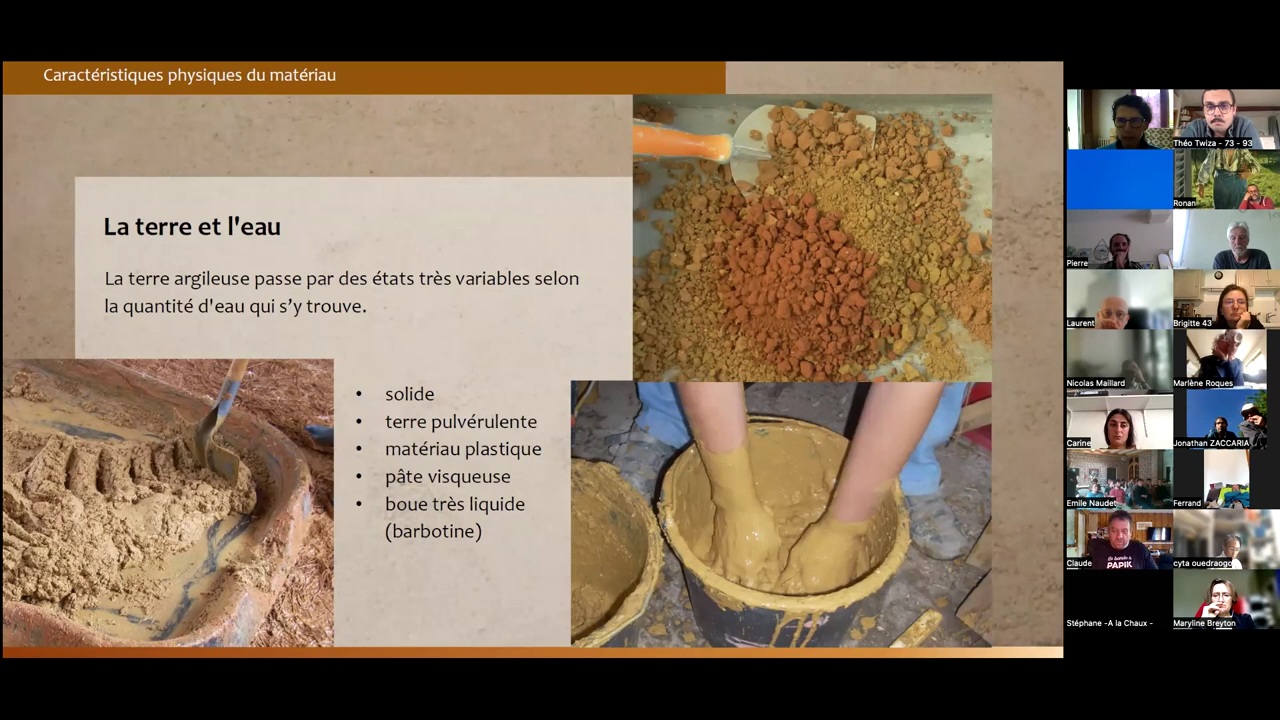 Caractéristiques physiques du matériau
La terre et l'eau
La terre argileuse passe par des états très variables selon
la quantité d'eau qui s’y trouve.
• solide
• terre pulvérulente
• matériau plastique
• pâte visqueuse
• boue très liquide
(barbotine)
Théo Twiza - 73 - 93
Ronan
Pierre
Laurent
Brigitte 43
Nicolas Maillard
Marlène Roques
Carine
Jonathan ZACCARIA
Emile Naudet
Ferrand
Claude
PAPIK
cyta ouedraogo
Stéphane -A la Chaux -
Maryline Breyton